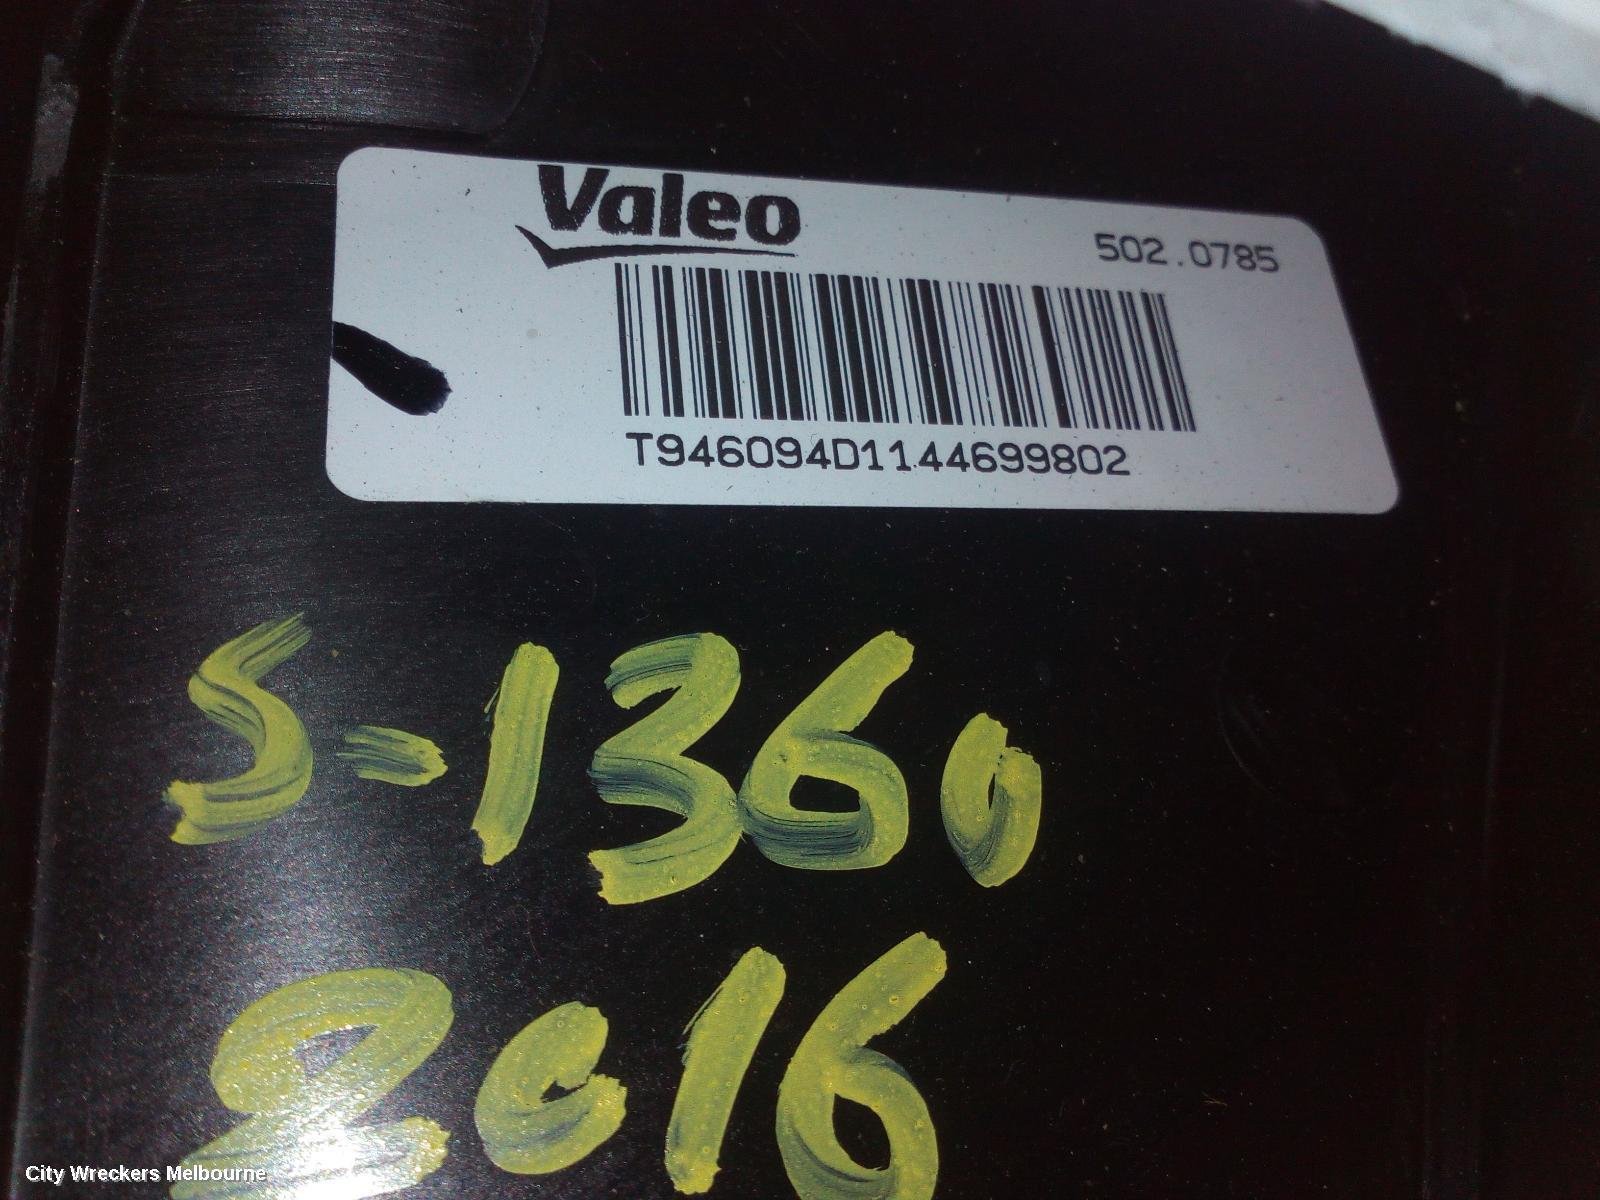 Valeo
502.0785
T946094D1144699802
S-1360
2016
City Wreckers Melbourne